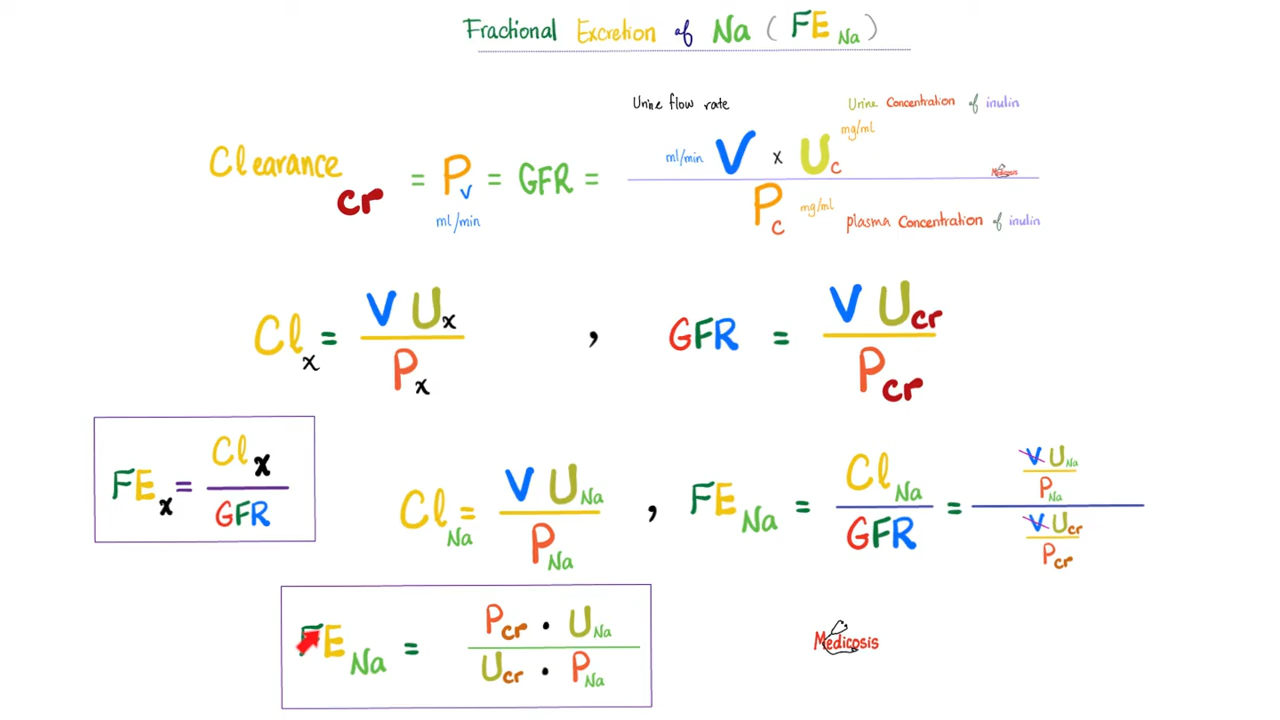 Fractional Excretion of Na (FE Na)
Urine flow rate
Urine Concentration of inulin
Clearance cr = P v = GFR = ml/min V x U c mg/ml
ml/min
Medicosis
P c mg/ml
plasma Concentration of inulin
Cl x = V U x / P x , GFR = V U cr / P cr
FE x = Cl x / GFR
Cl Na = V U Na / P Na , FE Na = Cl Na / GFR = V U Na / P Na / V U cr / P cr
FE Na = P cr . U Na / U cr . P Na
Medicosis